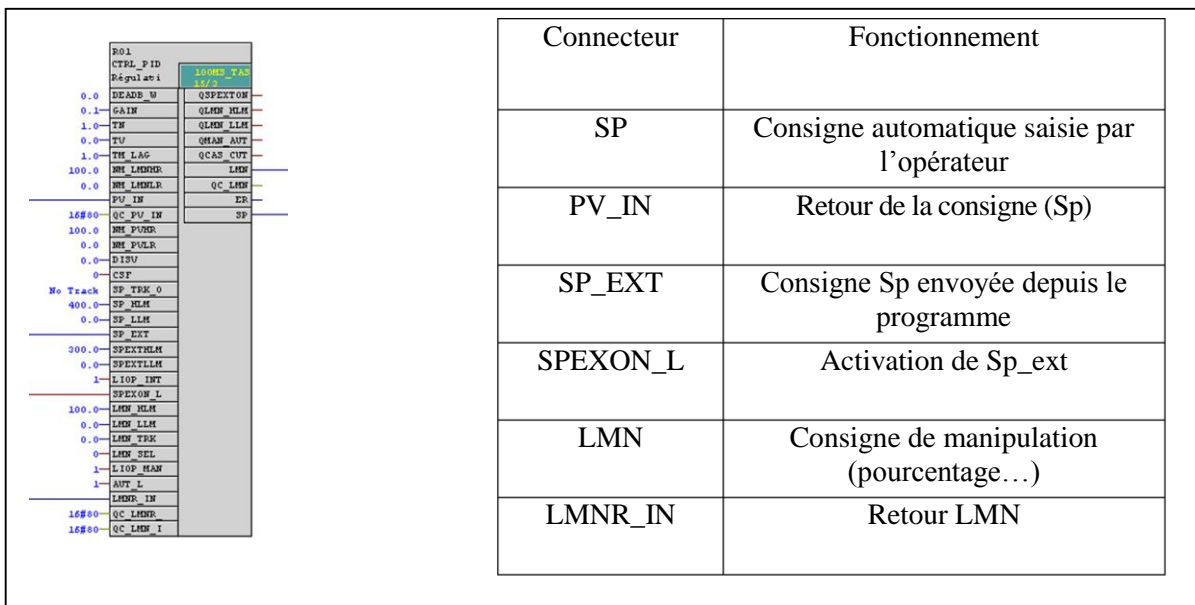 R01
CTRL_PID
Régulati
100MS_TAS
15/3
0.0 DEADB_W QSPEXTON
0.1 GAIN QLMN_HLM
1.0 TN QLMN_LLM
0.0 TV QMAN_AUT
1.0 TM_LAG QCAS_CUT
100.0 NM_LMNHR LMN
0.0 NM_LMNLR QC_LMN
PV_IN ER
16#80 QC_PV_IN SP
100.0 NM_PVHR
0.0 NM_PVLR
0.0 DISV
0 CSF
No Track SP_TRK_O
400.0 SP_HLM
0.0 SP_LLM
SP_EXT
300.0 SPEXTHLM
0.0 SPEXTLLM
1 LIOP_INT
SPEXON_L
100.0 LMN_HLM
0.0 LMN_LLM
0.0 LMN_TRK
0 LMN_SEL
1 LIOP_MAN
1 AUT_L
LMNR_IN
16#80 QC_LMNR_
16#80 QC_LMN_I
Connecteur Fonctionnement
SP Consigne automatique saisie par
l’opérateur
PV_IN Retour de la consigne (Sp)
SP_EXT Consigne Sp envoyée depuis le
programme
SPEXON_L Activation de Sp_ext
LMN Consigne de manipulation
(pourcentage…)
LMNR_IN Retour LMN